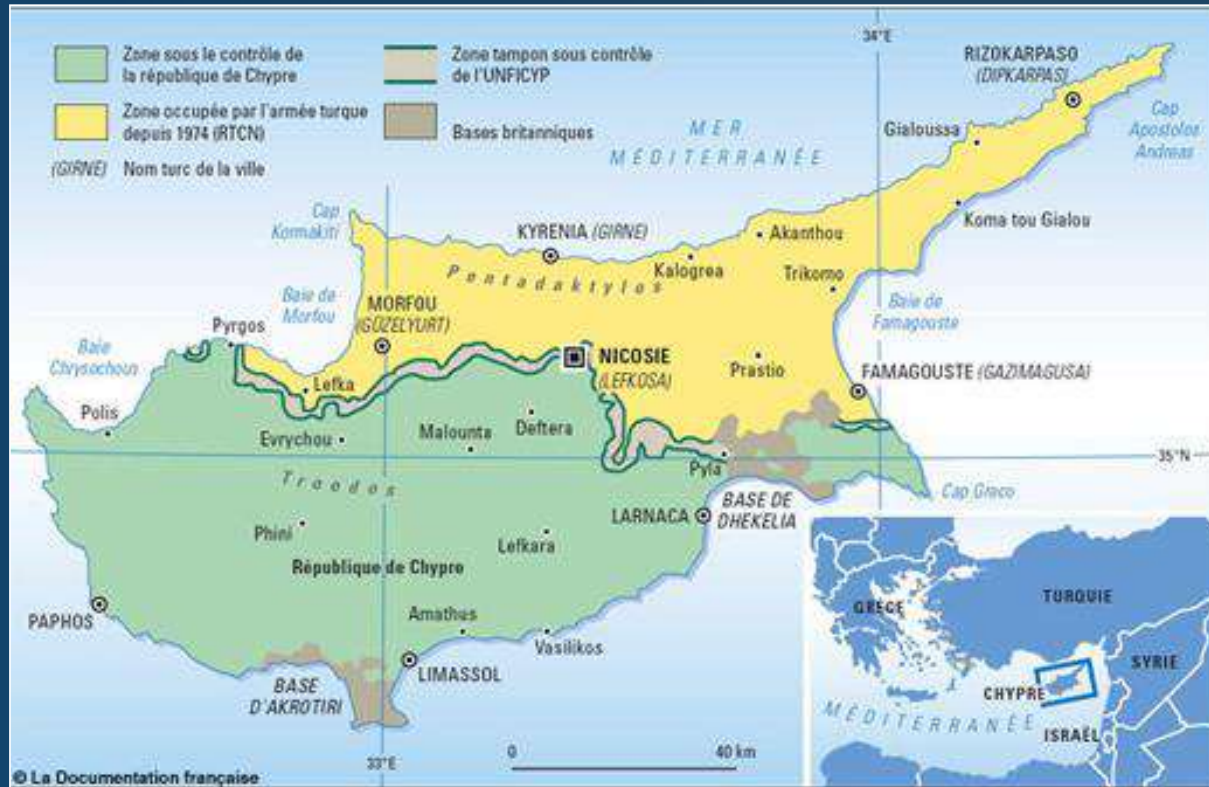 Zone sous le contrôle de
la république de Chypre
Zone occupée par l'armée turque
depuis 1974 (RTCN)
(GIRNE) Nom turc de la ville
Zone tampon sous contrôle
de l'UNFICYP
Bases britanniques
34°E
RIZOKARPASO
(DIPKARPAS)
Cap
Apostolos
Andreas
Gialoussa
MER
MÉDITERRANÉE
Koma tou Gialou
Cap
Kormakiti
KYRENIA (GIRNE)
Akanthou
Kalogrea
Trikomo
Pentadaktylos
Baie de
Morfou
MORFOU
(GÜZELYURT)
Baie de
Famagouste
Pyrgos
Baie
Chrysochoun
NICOSIE
(LEFKOSA)
Prastio
FAMAGOUSTE (GAZIMAGUSA)
Lefka
Polis
Evrychou
Malounta
Deftera
Pyla
35°N
Troodos
Cap Greco
BASE DE
DHEKELIA
LARNACA
Phini
Lefkara
République de Chypre
PAPHOS
Amathus
Vasilikos
LIMASSOL
BASE
D'AKROTIRI
33°E
0 40 km
GRÈCE
TURQUIE
SYRIE
CHYPRE
MÉDITERRANÉE
ISRAËL
© La Documentation française